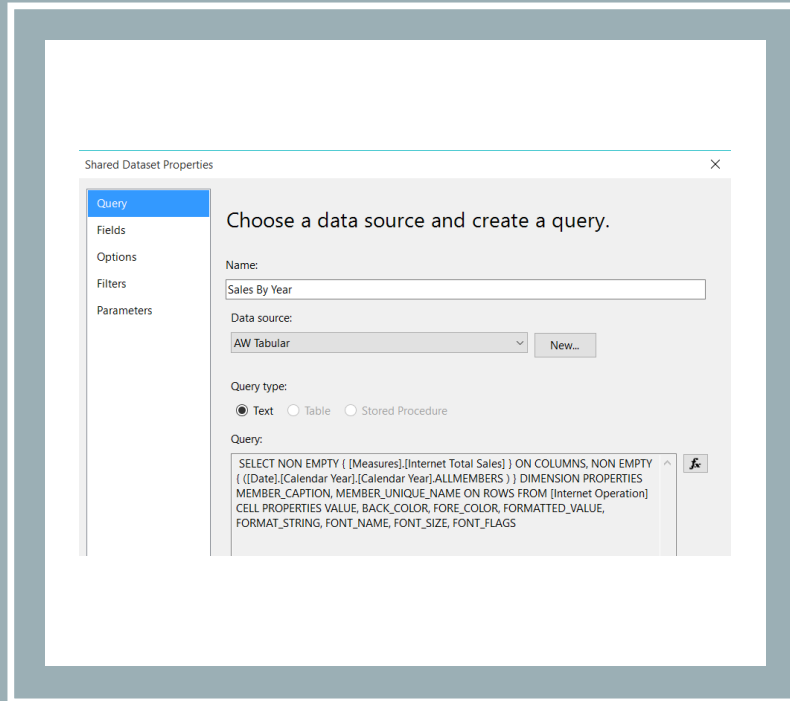 Shared Dataset Properties
Query
Fields
Options
Filters
Parameters
Choose a data source and create a query.
Name:
Sales By Year
Data source:
AW Tabular
New...
Query type:
Text
Table
Stored Procedure
Query:
SELECT NON EMPTY { [Measures].[Internet Total Sales] } ON COLUMNS, NON EMPTY
{ ([Date].[Calendar Year].[Calendar Year].ALLMEMBERS ) } DIMENSION PROPERTIES
MEMBER_CAPTION, MEMBER_UNIQUE_NAME ON ROWS FROM [Internet Operation]
CELL PROPERTIES VALUE, BACK_COLOR, FORE_COLOR, FORMATTED_VALUE,
FORMAT_STRING, FONT_NAME, FONT_SIZE, FONT_FLAGS
fx